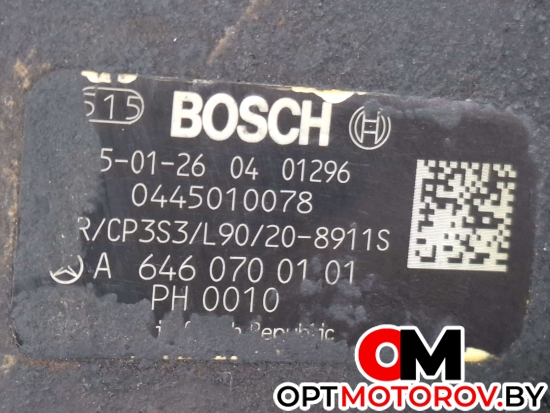 515 BOSCH
5-01-26 04 01296
0445010078
R/CP3S3/L90/20-8911S
A 646 070 01 01
PH 0010
Republic
OM
OPTMOTOROV.BY